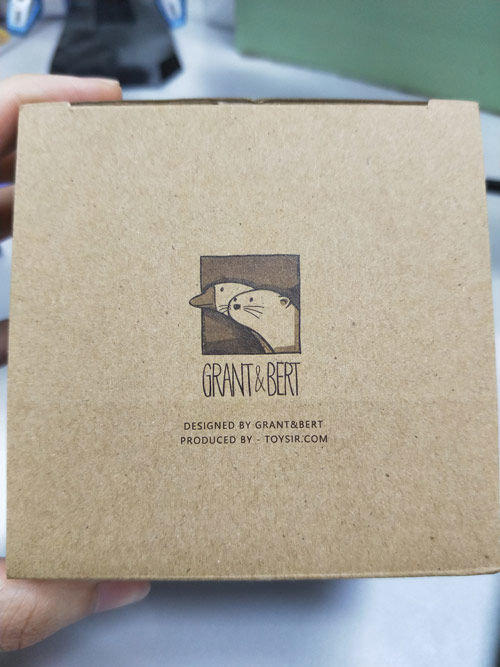 GRANT&BERT
DESIGNED BY GRANT&BERT
PRODUCED BY - TOYSIR.COM